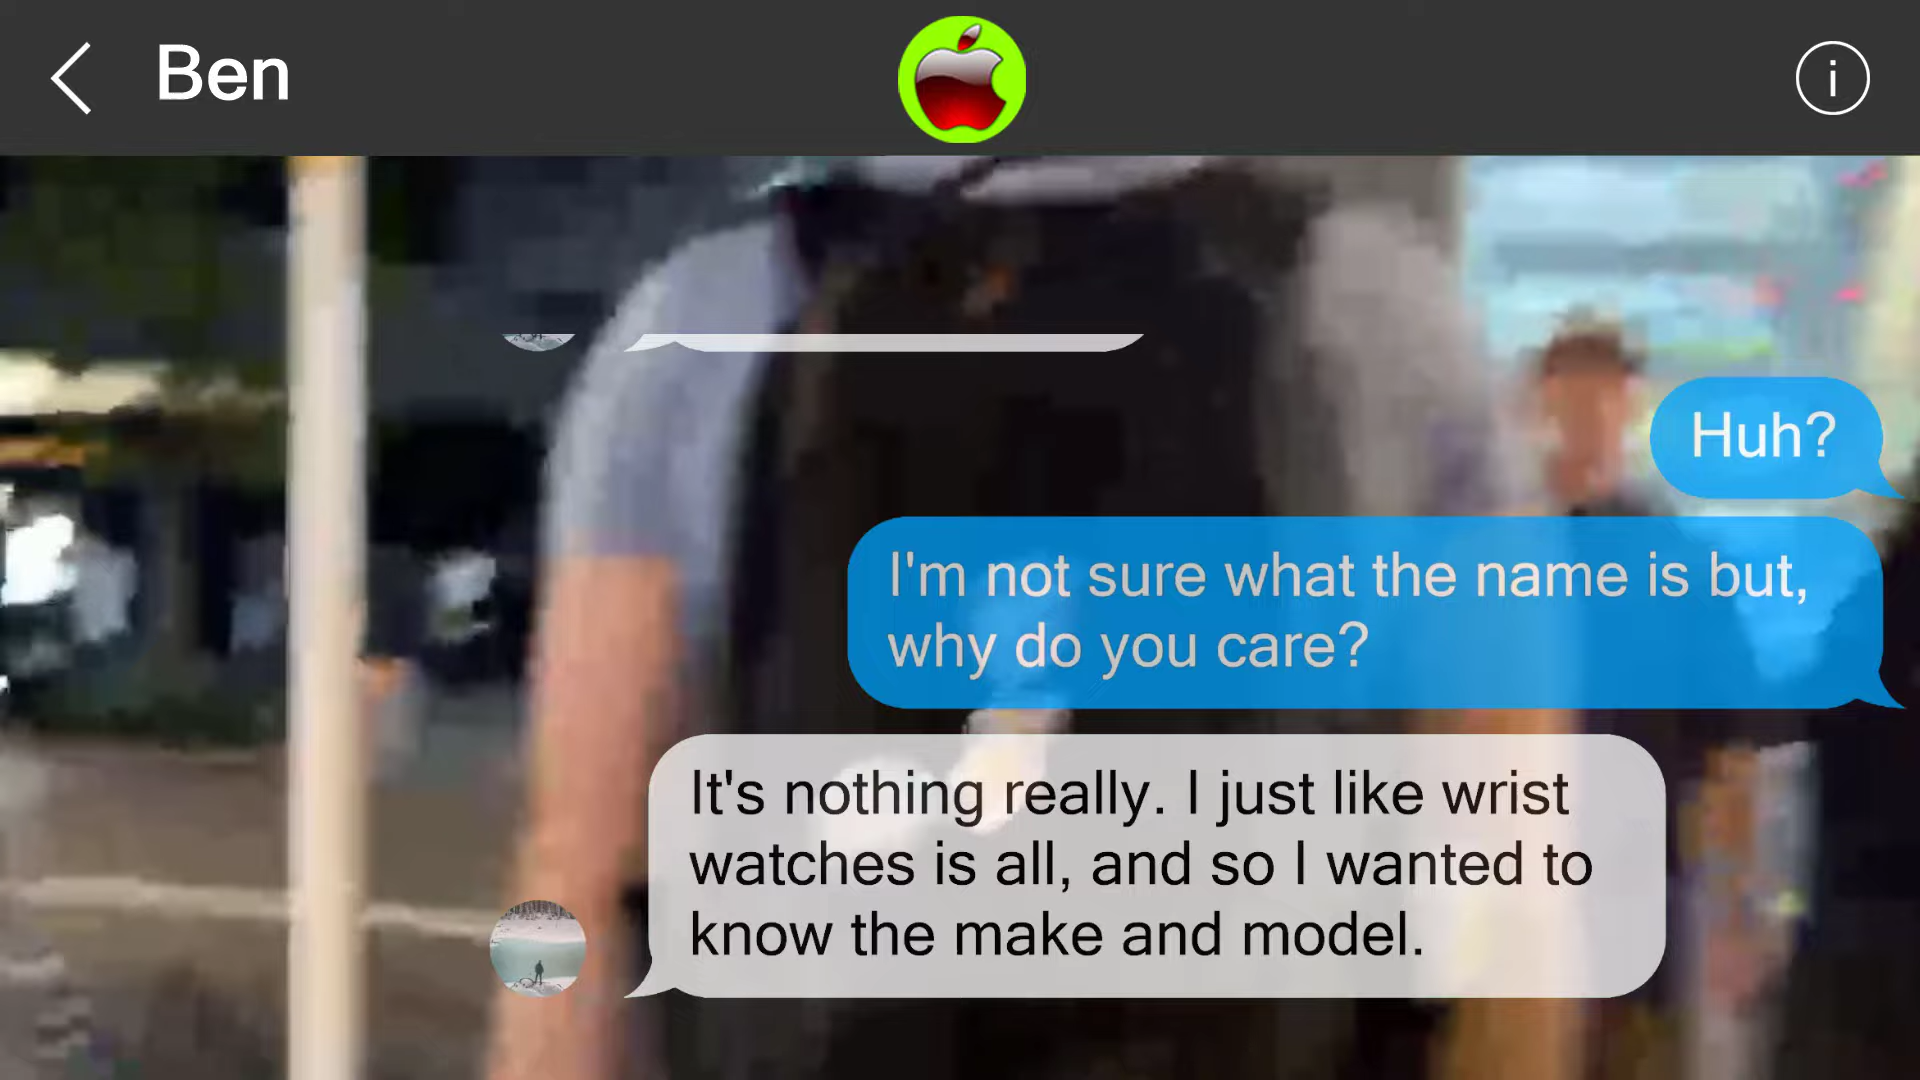 Ben
i
Huh?
I'm not sure what the name is but,
why do you care?
It's nothing really. I just like wrist
watches is all, and so I wanted to
know the make and model.